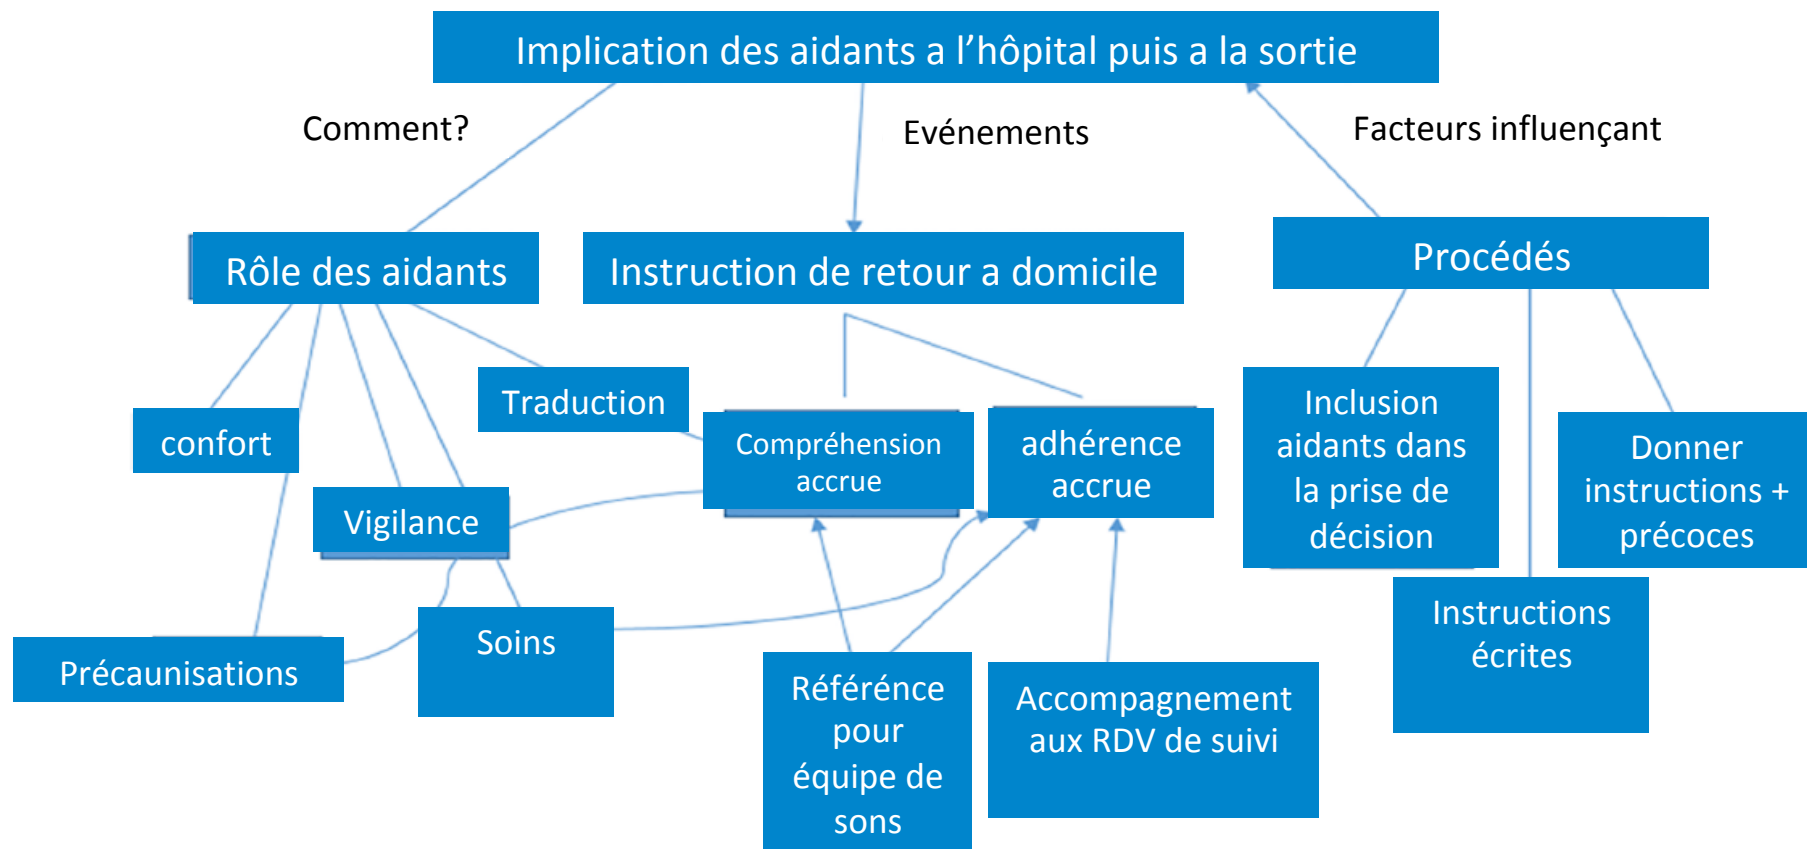 Implication des aidants a l’hôpital puis a la sortie
Comment?
Evénements
Facteurs influençant
Rôle des aidants
Instruction de retour a domicile
Procédés
confort
Traduction
Compréhension
accrue
adhérence
accrue
Inclusion
aidants dans
la prise de
décision
Donner
instructions +
précoces
Vigilance
Précaunisations
Soins
Instructions
écrites
Référénce
pour
équipe de
sons
Accompagnement
aux RDV de suivi